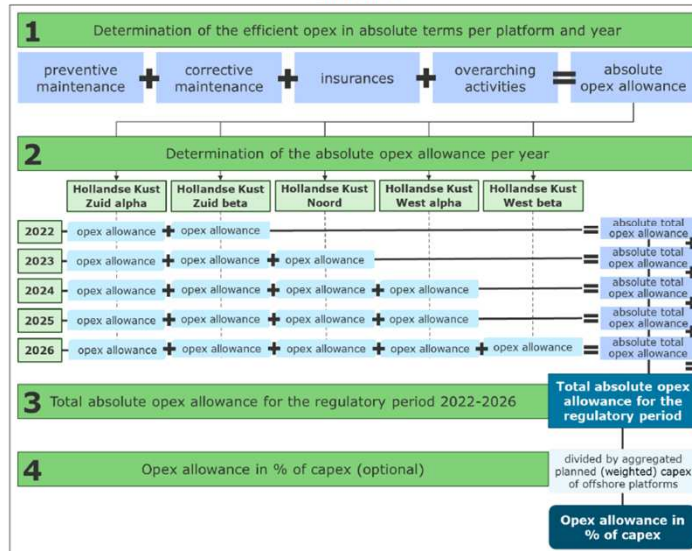 1
Determination of the efficient opex in absolute terms per platform and year
preventive
maintenance
+
corrective
maintenance
+
insurances
+
overarching
activities
=
absolute
opex allowance
2
Determination of the absolute opex allowance per year
Hollandse Kust
Zuid alpha
Hollandse Kust
Zuid beta
Hollandse Kust
Noord
Hollandse Kust
West alpha
Hollandse Kust
West beta
2022 opex allowance + opex allowance = absolute total
opex allowance
+
2023 opex allowance + opex allowance + opex allowance = absolute total
opex allowance
+
2024 opex allowance + opex allowance + opex allowance + opex allowance = absolute total
opex allowance
+
2025 opex allowance + opex allowance + opex allowance + opex allowance = absolute total
opex allowance
+
2026 opex allowance + opex allowance + opex allowance + opex allowance + opex allowance = absolute total
opex allowance
=
3
Total absolute opex allowance for the regulatory period 2022-2026
Total absolute opex
allowance for the
regulatory period
4
Opex allowance in % of capex (optional)
divided by aggregated
planned (weighted) capex
of offshore platforms
Opex allowance in
% of capex